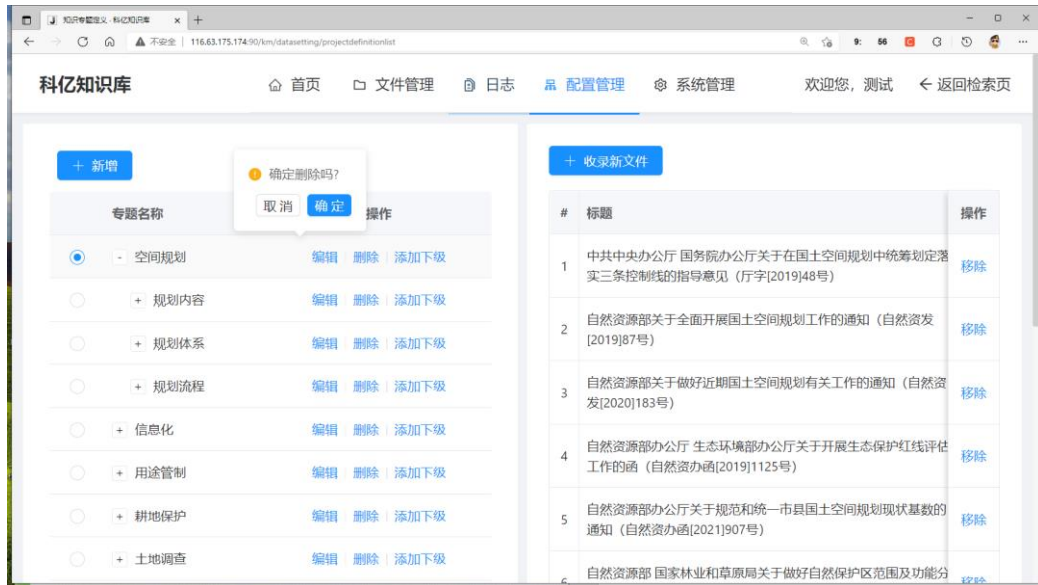 知识专题定义 - 科亿知识库
不安全 | 116.63.175.174:90/km/datasetting/projectdefinitionlist
科亿知识库 首页 文件管理 日志 配置管理 系统管理 欢迎您，测试 ← 返回检索页
+ 新增
确定删除吗?
取消 确定
专题名称 操作
- 空间规划 编辑 删除 添加下级
+ 规划内容 编辑 删除 添加下级
+ 规划体系 编辑 删除 添加下级
+ 规划流程 编辑 删除 添加下级
+ 信息化 编辑 删除 添加下级
+ 用途管制 编辑 删除 添加下级
+ 耕地保护 编辑 删除 添加下级
+ 土地调查 编辑 删除 添加下级
+ 收录新文件
# 标题 操作
1 中共中央办公厅 国务院办公厅关于在国土空间规划中统筹划定落
实三条控制线的指导意见（厅字[2019]48号） 移除
2 自然资源部关于全面开展国土空间规划工作的通知（自然资发
[2019]87号） 移除
3 自然资源部关于做好近期国土空间规划有关工作的通知（自然资
发[2020]183号） 移除
4 自然资源部办公厅 生态环境部办公厅关于开展生态保护红线评估
工作的函（自然资办函[2019]1125号） 移除
5 自然资源部办公厅关于规范和统一市县国土空间规划现状基数的
通知（自然资办函[2021]907号） 移除
自然资源部 国家林业和草原局关于做好自然保护区范围及功能分